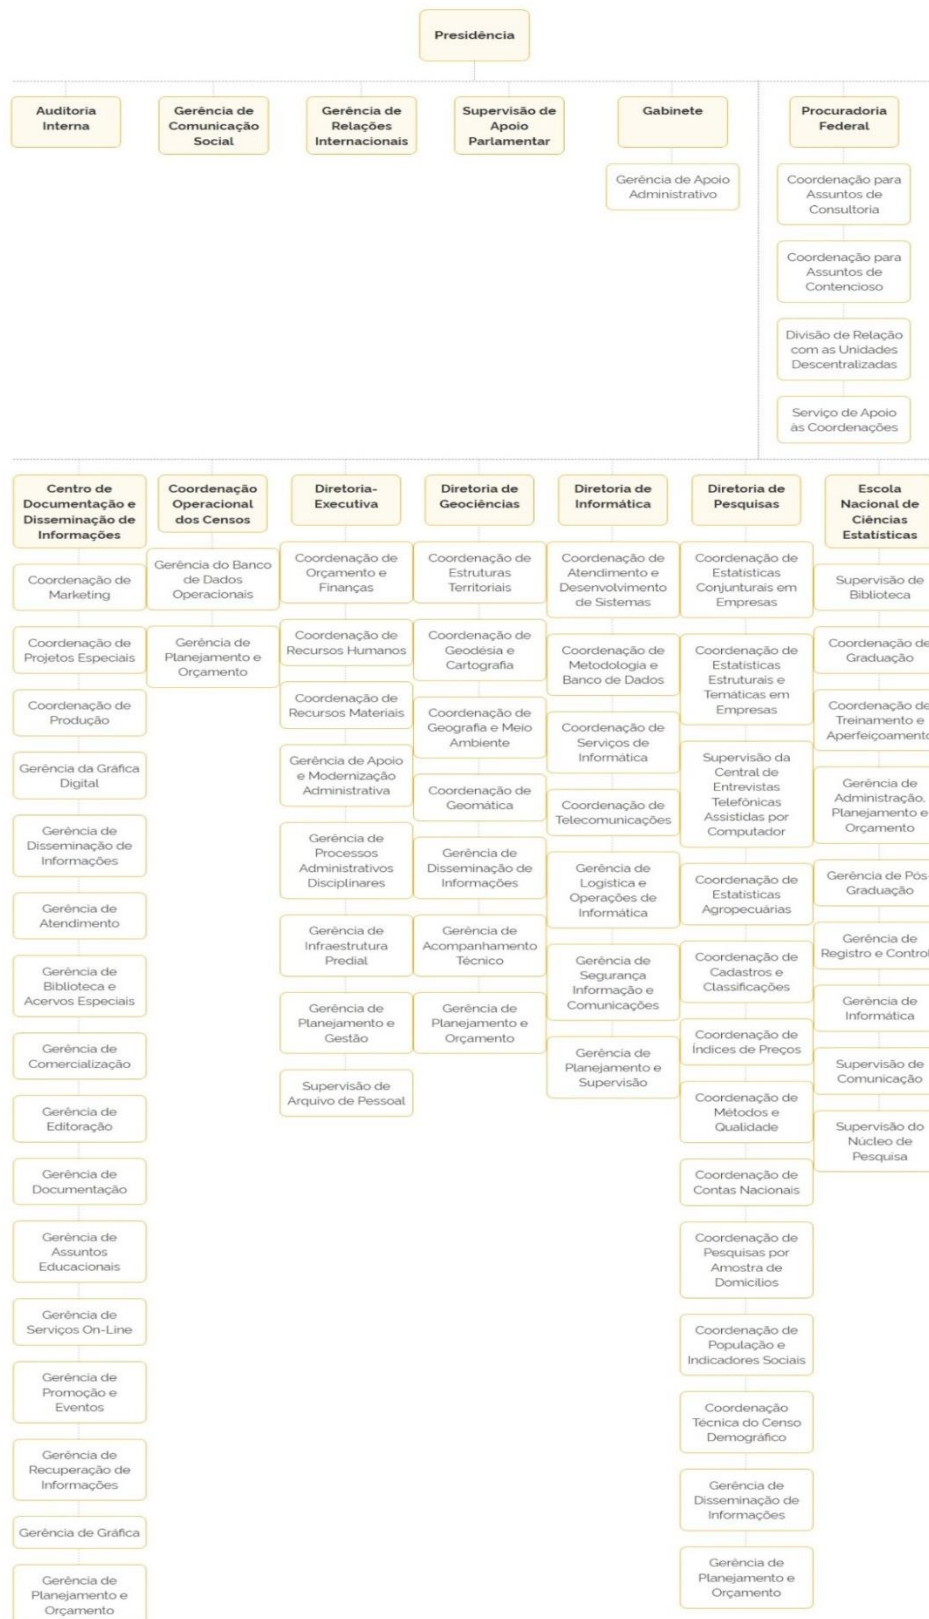 Presidência
Auditoria
Interna
Gerência de
Comunicação
Social
Gerência de
Relações
Internacionais
Supervisão de
Apoio
Parlamentar
Gabinete
Gerência de Apoio
Administrativo
Procuradoria
Federal
Coordenação para
Assuntos de
Consultoria
Coordenação para
Assuntos de
Contencioso
Divisão de Relação
com as Unidades
Descentralizadas
Serviço de Apoio
às Coordenações
Centro de
Documentação e
Disseminação de
Informações
Coordenação de
Marketing
Coordenação de
Projetos Especiais
Coordenação de
Produção
Gerência da Gráfica
Digital
Gerência de
Disseminação de
Informações
Gerência de
Atendimento
Gerência de
Biblioteca e
Acervos Especiais
Gerência de
Comercialização
Gerência de
Editoração
Gerência de
Documentação
Gerência de
Assuntos
Educacionais
Gerência de
Serviços On-Line
Gerência de
Promoção e
Eventos
Gerência de
Recuperação de
Informações
Gerência de Gráfica
Gerência de
Planejamento e
Orçamento
Coordenação
Operacional
dos Censos
Gerência do Banco
de Dados
Operacionais
Gerência de
Planejamento e
Orçamento
Diretoria-
Executiva
Coordenação de
Orçamento e
Finanças
Coordenação de
Recursos Humanos
Coordenação de
Recursos Materiais
Gerência de Apoio
e Modernização
Administrativa
Gerência de
Processos
Administrativos
Disciplinares
Gerência de
Infraestrutura
Predial
Gerência de
Planejamento e
Gestão
Supervisão de
Arquivo de Pessoal
Diretoria de
Geociências
Coordenação de
Estruturas
Territoriais
Coordenação de
Geodésia e
Cartografia
Coordenação de
Geografia e Meio
Ambiente
Coordenação de
Geomática
Gerência de
Disseminação de
Informações
Gerência de
Acompanhamento
Técnico
Gerência de
Planejamento e
Orçamento
Diretoria de
Informática
Coordenação de
Atendimento e
Desenvolvimento
de Sistemas
Coordenação de
Metodologia e
Banco de Dados
Coordenação de
Serviços de
Informática
Coordenação de
Telecomunicações
Gerência de
Logística e
Operações de
Informática
Gerência de
Segurança
Informação e
Comunicações
Gerência de
Planejamento e
Supervisão
Diretoria de
Pesquisas
Coordenação de
Estatísticas
Conjunturais em
Empresas
Coordenação de
Estatísticas
Estruturais e
Temáticas em
Empresas
Supervisão da
Central de
Entrevistas
Telefônicas
Assistidas por
Computador
Coordenação de
Estatísticas
Agropecuárias
Coordenação de
Cadastros e
Classificações
Coordenação de
Índices de Preços
Coordenação de
Métodos e
Qualidade
Coordenação de
Contas Nacionais
Coordenação de
Pesquisas por
Amostra de
Domicílios
Coordenação de
População e
Indicadores Sociais
Coordenação
Técnica do Censo
Demográfico
Gerência de
Disseminação de
Informações
Gerência de
Planejamento e
Orçamento
Escola
Nacional de
Ciências
Estatísticas
Supervisão de
Biblioteca
Coordenação de
Graduação
Coordenação de
Treinamento e
Aperfeiçoamento
Gerência de
Administração,
Planejamento e
Orçamento
Gerência de Pós-
Graduação
Gerência de
Registro e Control
Gerência de
Informática
Supervisão de
Comunicação
Supervisão do
Núcleo de
Pesquisa